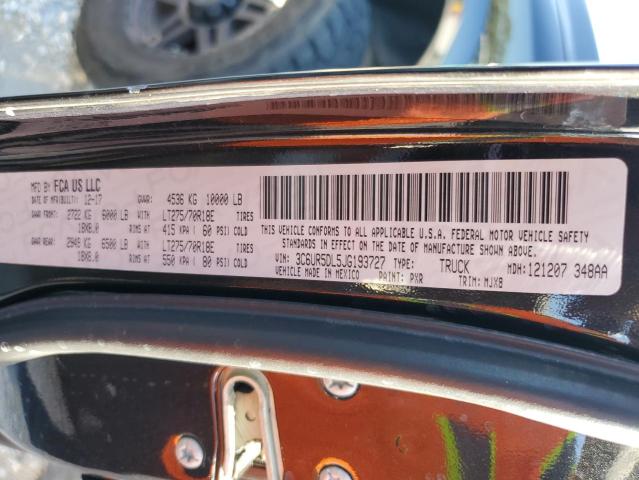 MFD BY FCA US LLC
DATE OF MFR/BUILT: 12-17 GVWR: 4536 KG 10000 LB
GAWR FRONT: 2722 KG 6000 LB WITH LT275/70R18E TIRES
18X8.0 RIMS AT 415 KPA ( 60 PSI) COLD
GAWR REAR: 2948 KG 6500 LB WITH LT275/70R18E TIRES
18X8.0 RIMS AT 550 KPA ( 80 PSI) COLD
THIS VEHICLE CONFORMS TO ALL APPLICABLE U.S.A. FEDERAL MOTOR VEHICLE SAFETY
STANDARDS IN EFFECT ON THE DATE OF MANUFACTURE SHOWN ABOVE.
VIN: 3C6UR5DL5JG193727 TYPE: TRUCK MDH: 121207 348AA
VEHICLE MADE IN MEXICO PAINT: PXR TRIM: MJX8